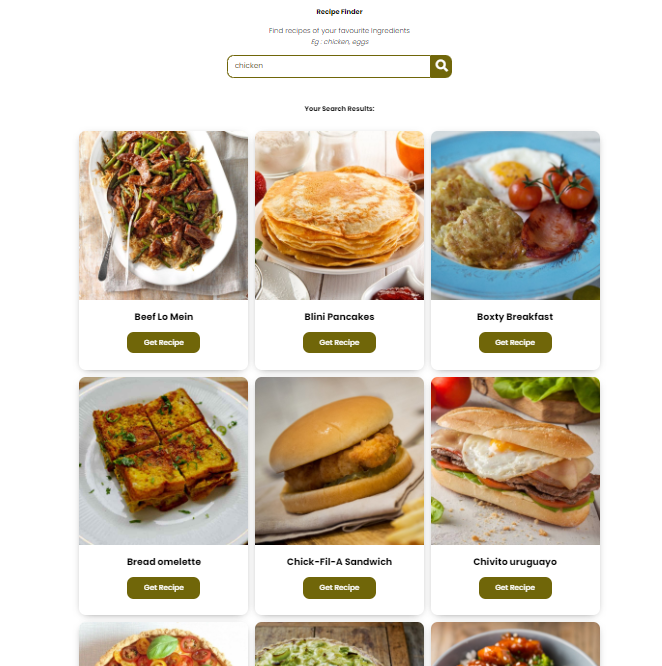 Recipe Finder
Find recipes of your favourite ingredients
Eg : chicken, eggs
chicken
Your Search Results:
Beef Lo Mein
Blini Pancakes
Boxty Breakfast
Get Recipe
Get Recipe
Get Recipe
Bread omelette
Chick-Fil-A Sandwich
Chivito uruguayo
Get Recipe
Get Recipe
Get Recipe